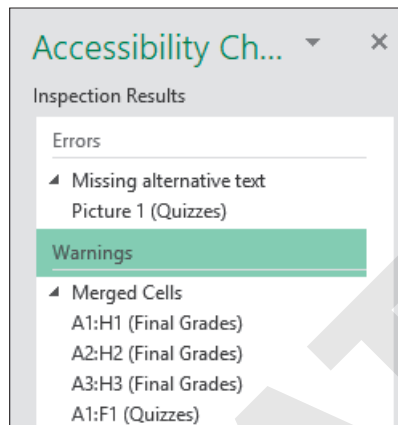 Accessibility Ch...
Inspection Results
Errors
Missing alternative text
Picture 1 (Quizzes)
Warnings
Merged Cells
A1:H1 (Final Grades)
A2:H2 (Final Grades)
A3:H3 (Final Grades)
A1:F1 (Quizzes)